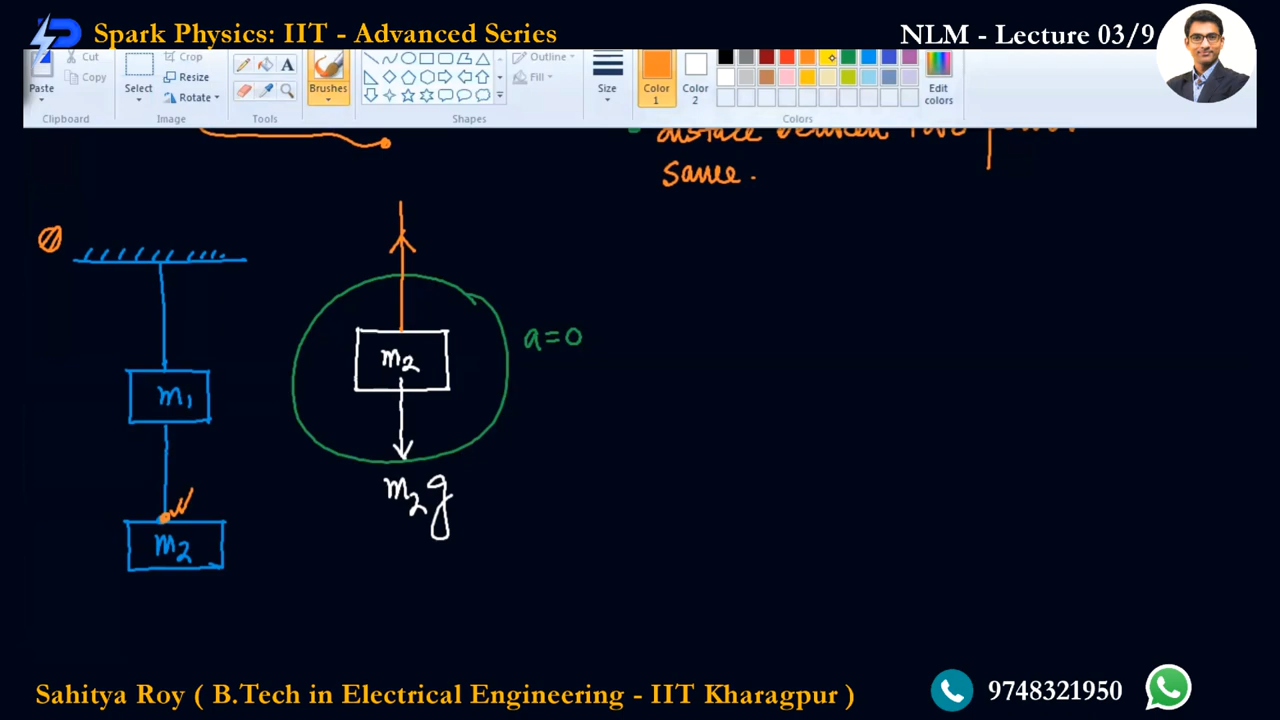 Spark Physics: IIT - Advanced Series
NLM - Lecture 03/9
Cut
Copy
Paste
Clipboard
Crop
Resize
Rotate
Select
Image
A
Tools
Brushes
Shapes
Outline
Fill
Size
Color 1
Color 2
Edit colors
Colors
between two
same.
m1
m2
m2
a=0
m2g
Sahitya Roy ( B.Tech in Electrical Engineering - IIT Kharagpur )
9748321950